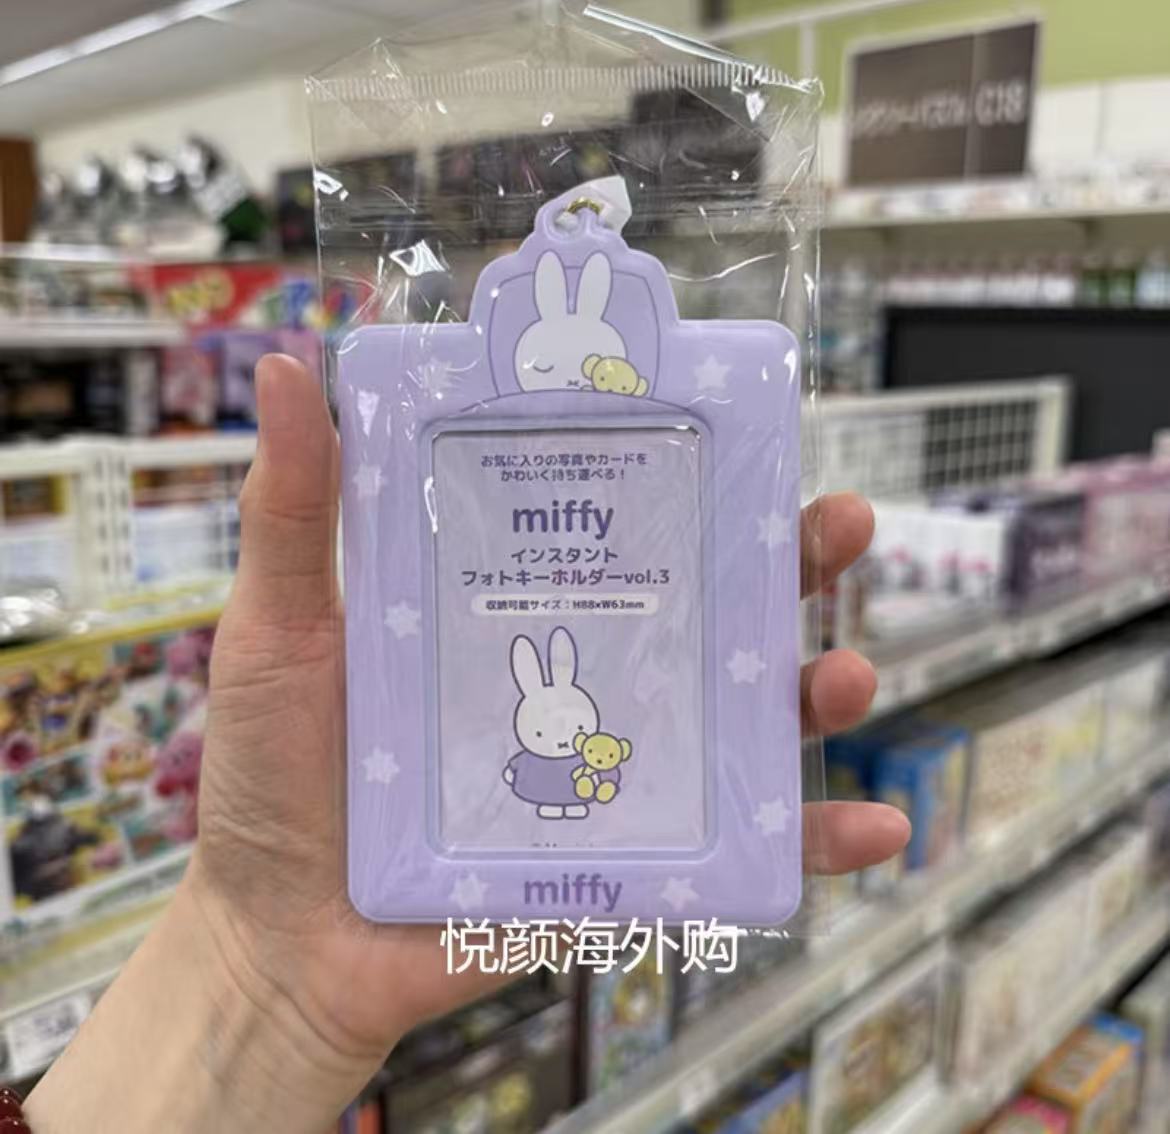 C18
お気に入りの写真やカードを
かわいく持ち運べる！
miffy
インスタント
フォトキーホルダーvol.3
収納可能サイズ：H88×W63mm
miffy
悦颜海外购